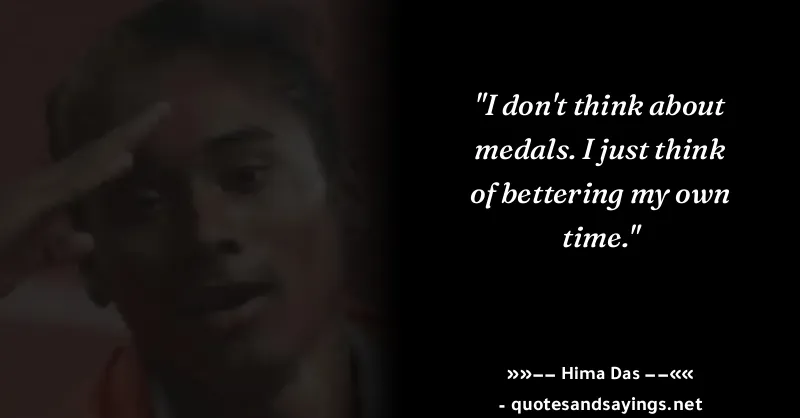 "I don't think about
medals. I just think
of bettering my own
time."
»»–– Hima Das ––««
- quotesandsayings.net